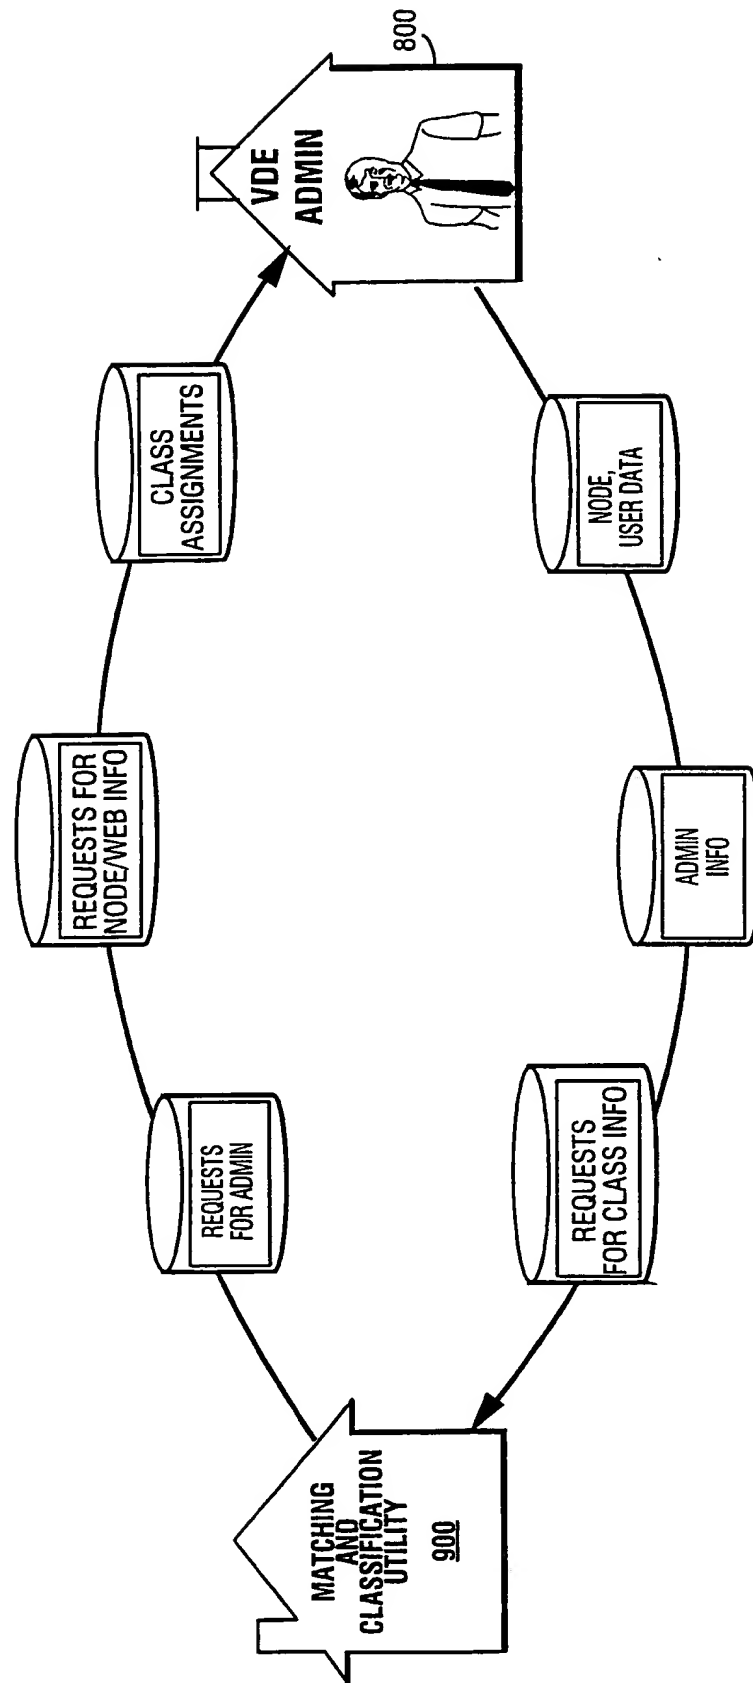 REQUESTS FOR
NODE/WEB INFO
REQUESTS
FOR ADMIN
CLASS
ASSIGNMENTS
MATCHING
AND
CLASSIFICATION
UTILITY
900
VDE
ADMIN
800
REQUESTS
FOR CLASS INFO
NODE,
USER DATA
ADMIN
INFO